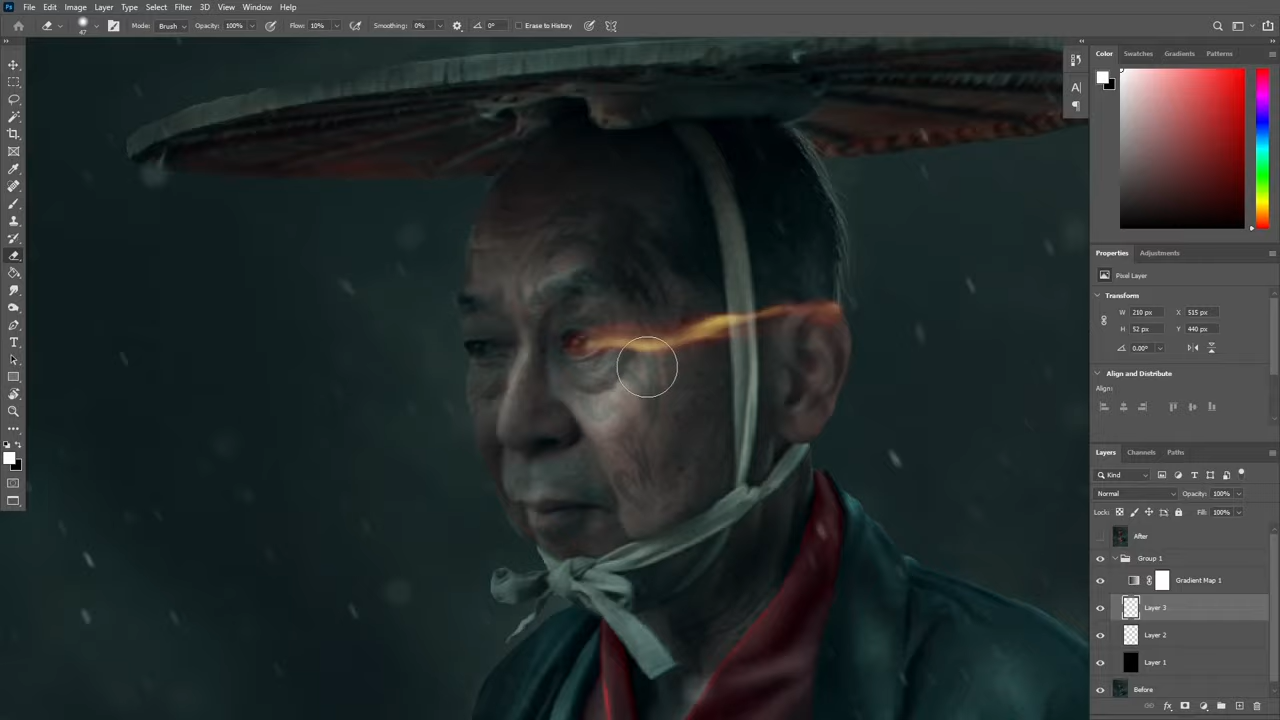 Ps File Edit Image Layer Type Select Filter 3D View Window Help
47 Mode: Brush Opacity: 100% Flow: 10% Smoothing: 0% 0° Erase to History
Color Swatches Gradients Patterns
A|
¶
Properties Adjustments
Pixel Layer
Transform
W 210 px X 515 px
H 52 px Y 440 px
0.00°
Align and Distribute
Align:
Layers Channels Paths
Kind
Normal Opacity: 100%
Lock: Fill: 100%
After
Group 1
Gradient Map 1
Layer 3
Layer 2
Layer 1
Before
fx